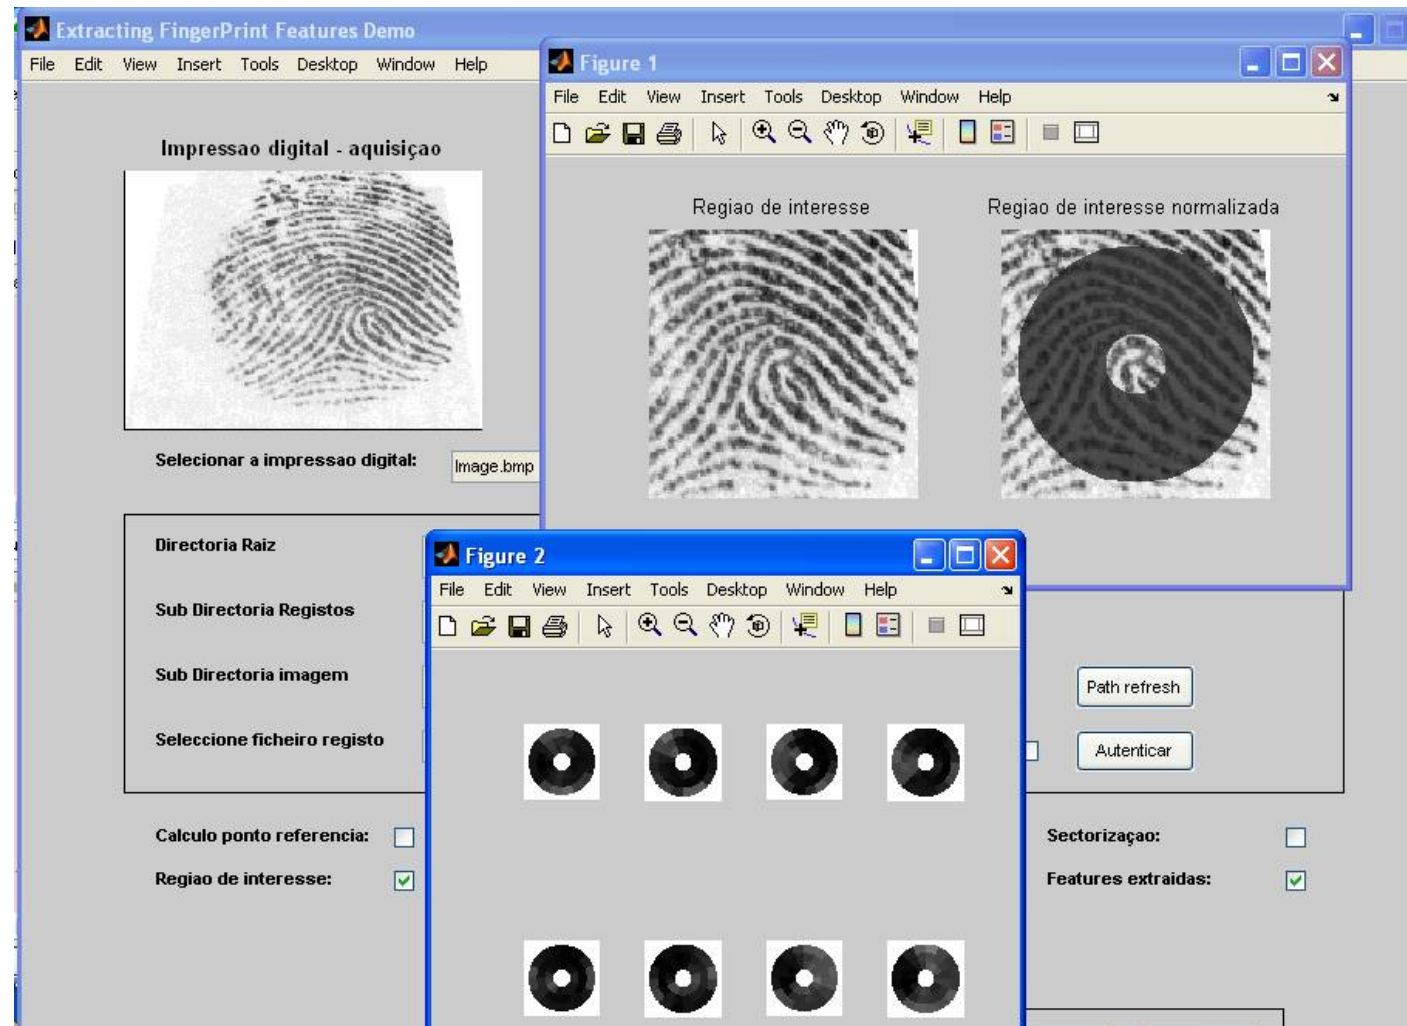 Extracting FingerPrint Features Demo
File Edit View Insert Tools Desktop Window Help
Impressao digital - aquisiçao
Selecionar a impressao digital:
Image.bmp
Figure 1
File Edit View Insert Tools Desktop Window Help
Regiao de interesse
Regiao de interesse normalizada
Directoria Raiz
Sub Directoria Registos
Sub Directoria imagem
Seleccione ficheiro registo
Figure 2
File Edit View Insert Tools Desktop Window Help
Path refresh
Autenticar
Calculo ponto referencia:
Regiao de interesse:
Sectorizaçao:
Features extraidas: